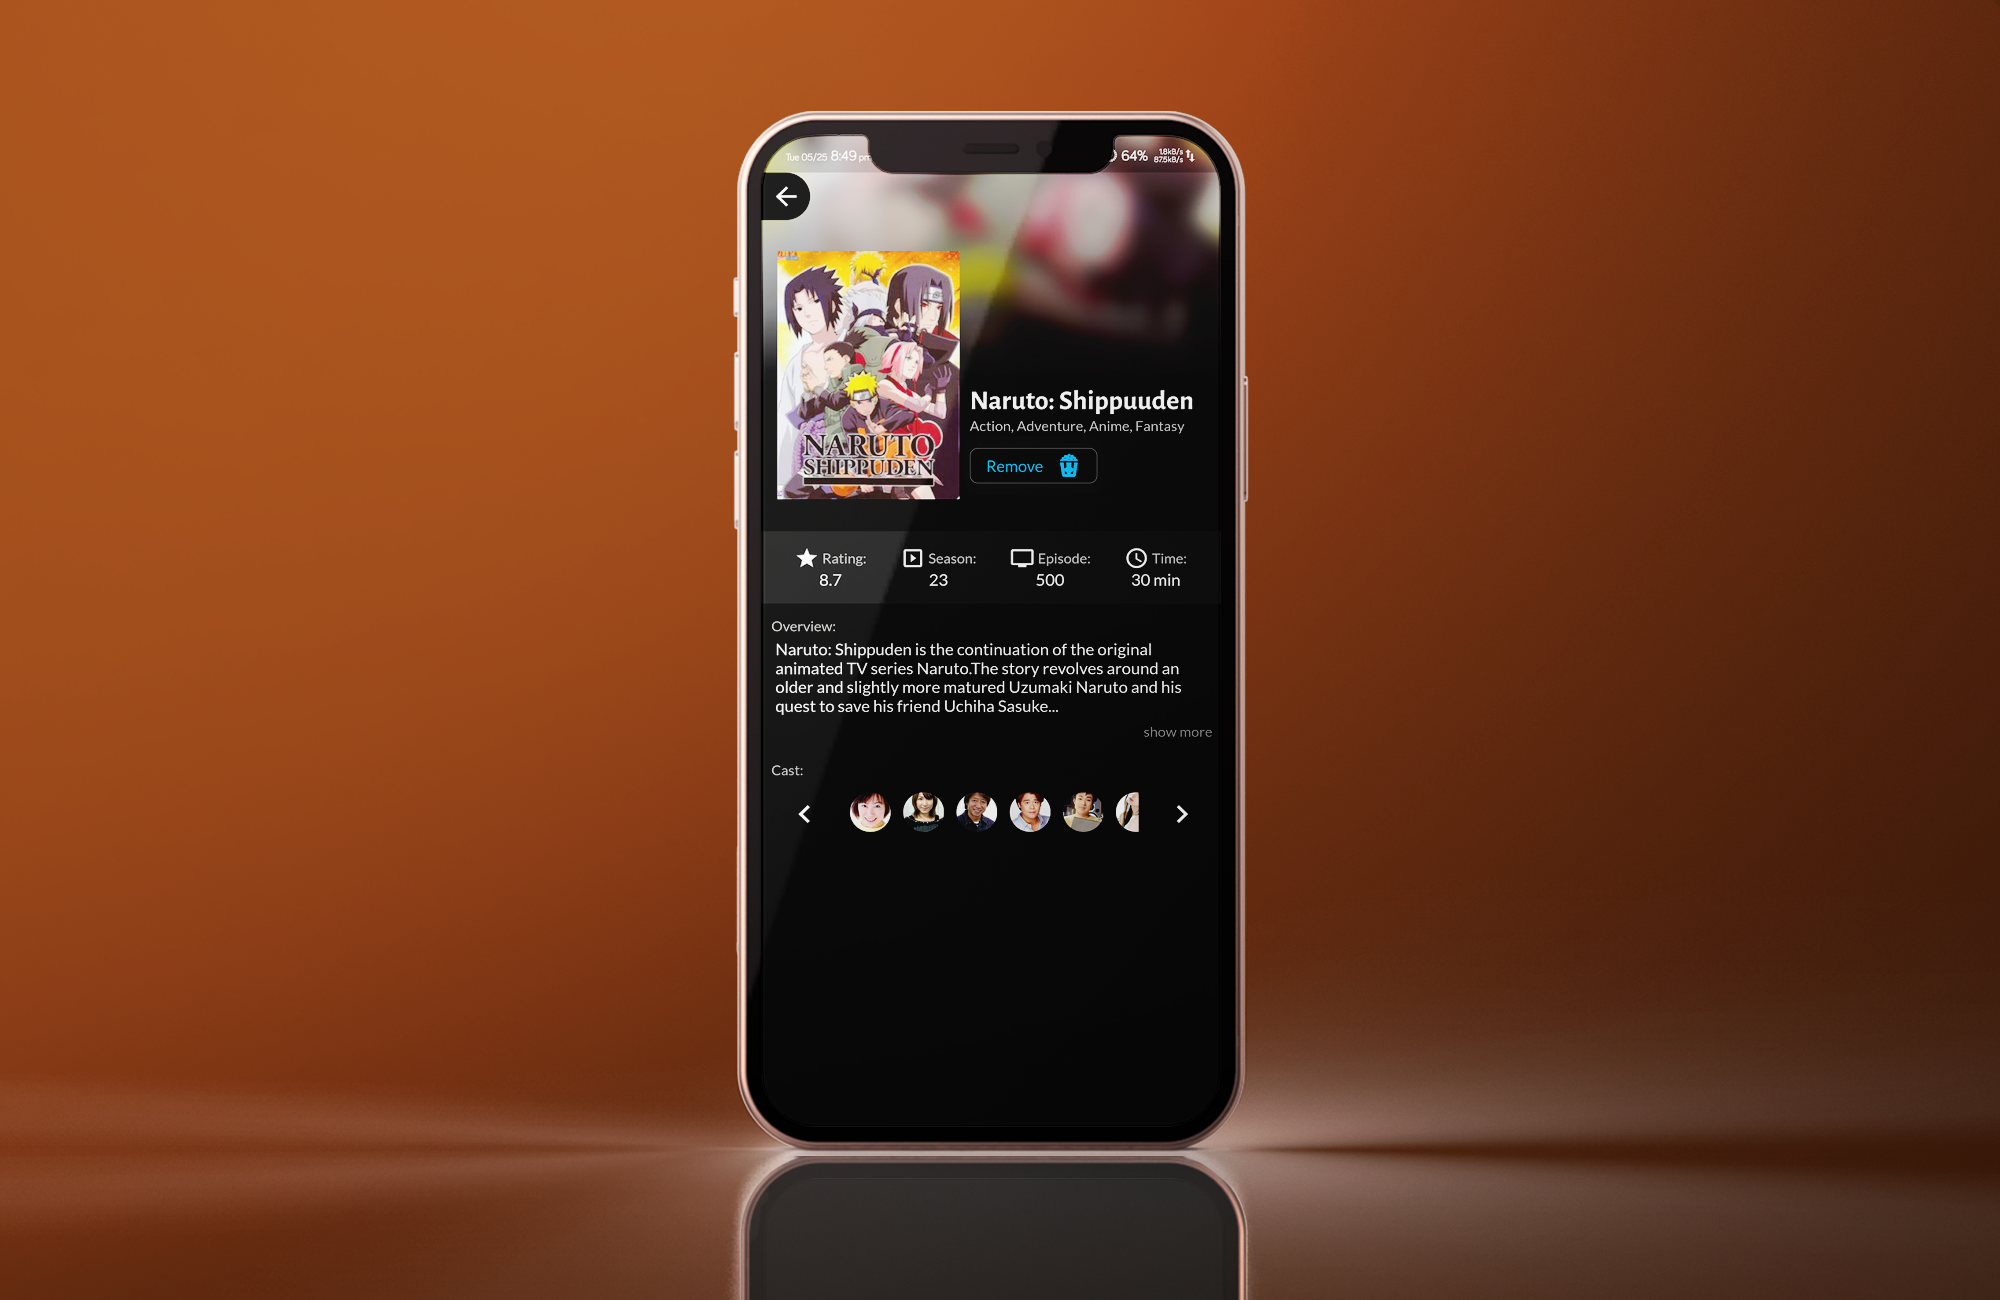 Tue 05/25 8:49 pm
64% 1.8kB/s
87.5kB/s
NARUTO
SHIPPUDEN
Naruto: Shippuuden
Action, Adventure, Anime, Fantasy
Remove
Rating: Season: Episode: Time:
8.7 23 500 30 min
Overview:
Naruto: Shippuden is the continuation of the original
animated TV series Naruto.The story revolves around an
older and slightly more matured Uzumaki Naruto and his
quest to save his friend Uchiha Sasuke...
show more
Cast: